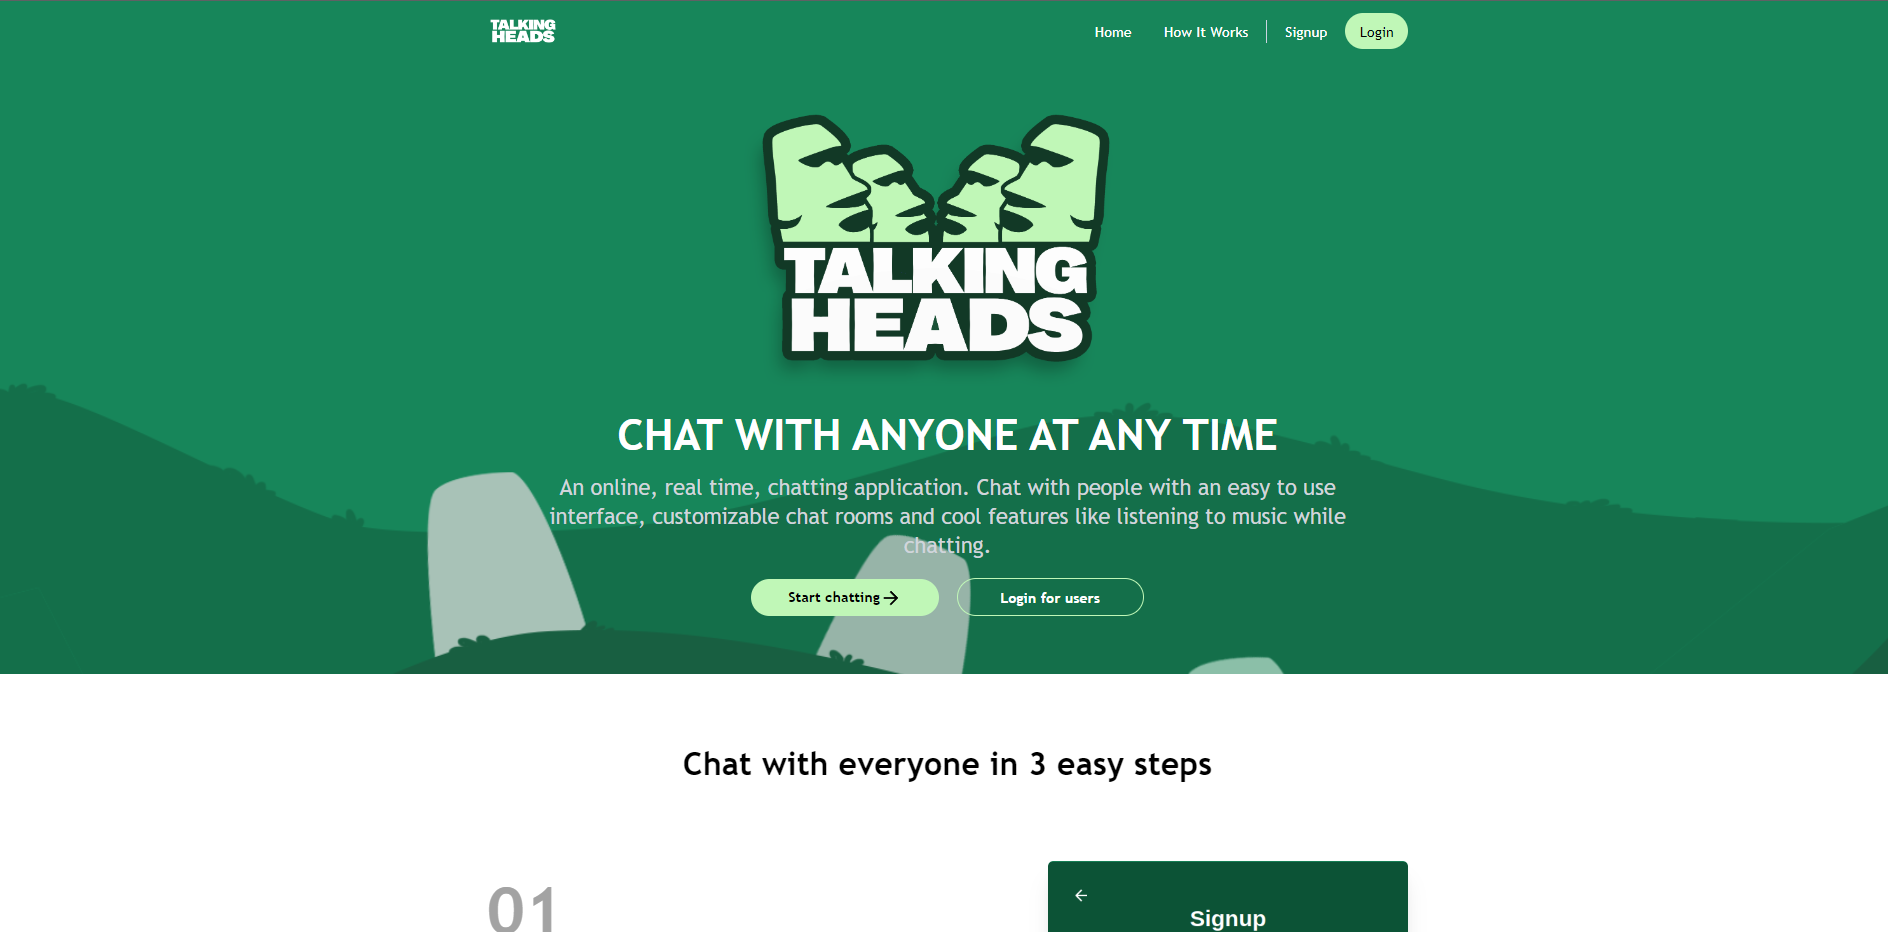 TALKING
HEADS
Home
How It Works
Signup
Login
TALKING
HEADS
CHAT WITH ANYONE AT ANY TIME
An online, real time, chatting application. Chat with people with an easy to use
interface, customizable chat rooms and cool features like listening to music while
chatting.
Start chatting
Login for users
Chat with everyone in 3 easy steps
01
Signup